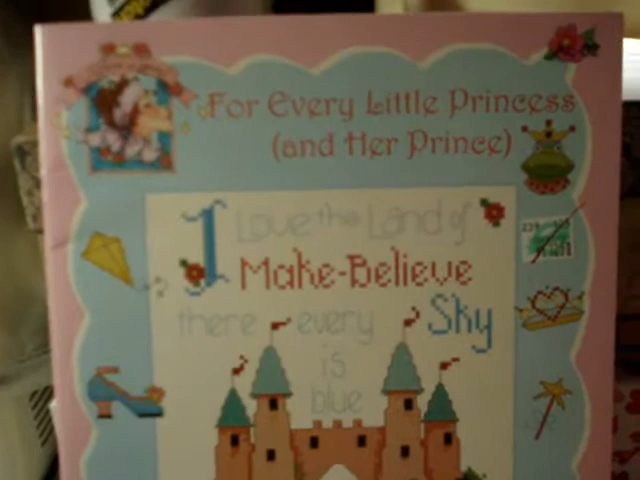 For Every Little Princess
(and Her Prince)
I Love the Land of
Make-Believe
there every Sky
is
blue